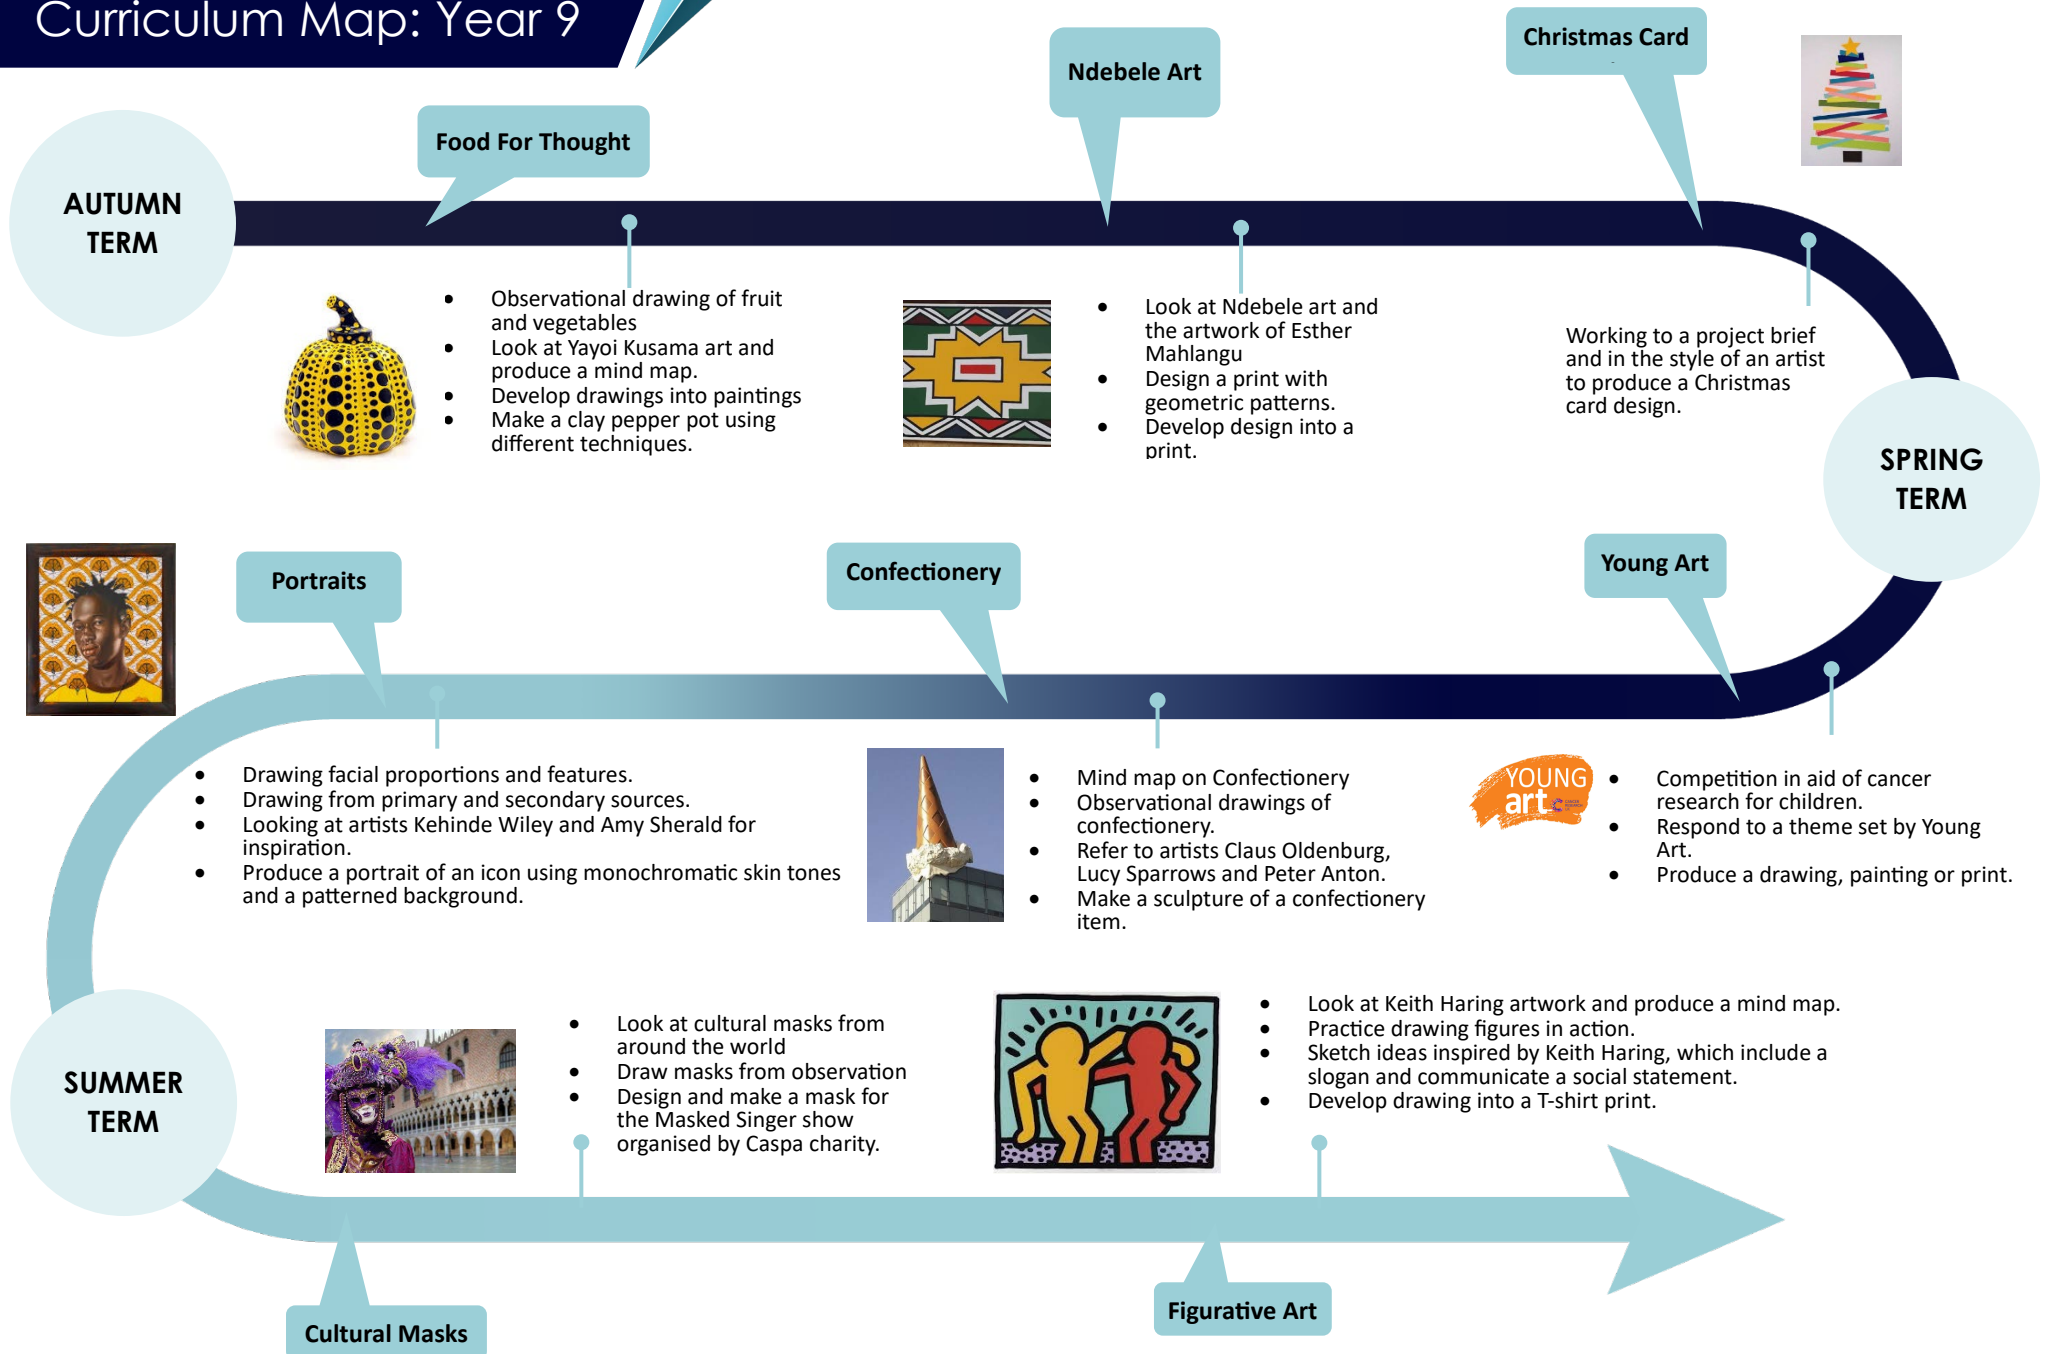 Curriculum Map: Year 9
Christmas Card
Ndebele Art
Food For Thought
AUTUMN
TERM
• Observational drawing of fruit
and vegetables
• Look at Yayoi Kusama art and
produce a mind map.
• Develop drawings into paintings
• Make a clay pepper pot using
different techniques.
• Look at Ndebele art and
the artwork of Esther
Mahlangu
• Design a print with
geometric patterns.
• Develop design into a
print.
Working to a project brief
and in the style of an artist
to produce a Christmas
card design.
SPRING
TERM
Young Art
Confectionery
Portraits
YOUNG
art
• Competition in aid of cancer
research for children.
• Respond to a theme set by Young
Art.
• Produce a drawing, painting or print.
• Mind map on Confectionery
• Observational drawings of
confectionery.
• Refer to artists Claus Oldenburg,
Lucy Sparrows and Peter Anton.
• Make a sculpture of a confectionery
item.
• Drawing facial proportions and features.
• Drawing from primary and secondary sources.
• Looking at artists Kehinde Wiley and Amy Sherald for
inspiration.
• Produce a portrait of an icon using monochromatic skin tones
and a patterned background.
SUMMER
TERM
• Look at cultural masks from
around the world
• Draw masks from observation
• Design and make a mask for
the Masked Singer show
organised by Caspa charity.
• Look at Keith Haring artwork and produce a mind map.
• Practice drawing figures in action.
• Sketch ideas inspired by Keith Haring, which include a
slogan and communicate a social statement.
• Develop drawing into a T-shirt print.
Cultural Masks
Figurative Art